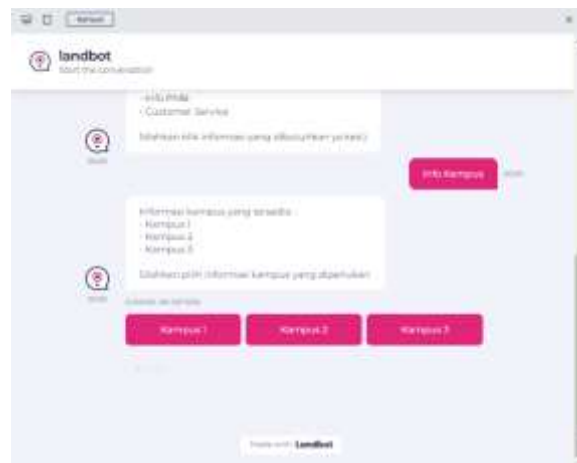 Refresh
landbot
Start the conversation
- Info PMB
- Customer Service
Silahkan klik informasi yang dibutuhkan ya kak:)
Info Kampus
Informasi kampus yang tersedia :
- Kampus 1
- Kampus 2
- Kampus 3
Silahkan pilih informasi kampus yang diperlukan
Kampus 1
Kampus 2
Kampus 3
Made with Landbot